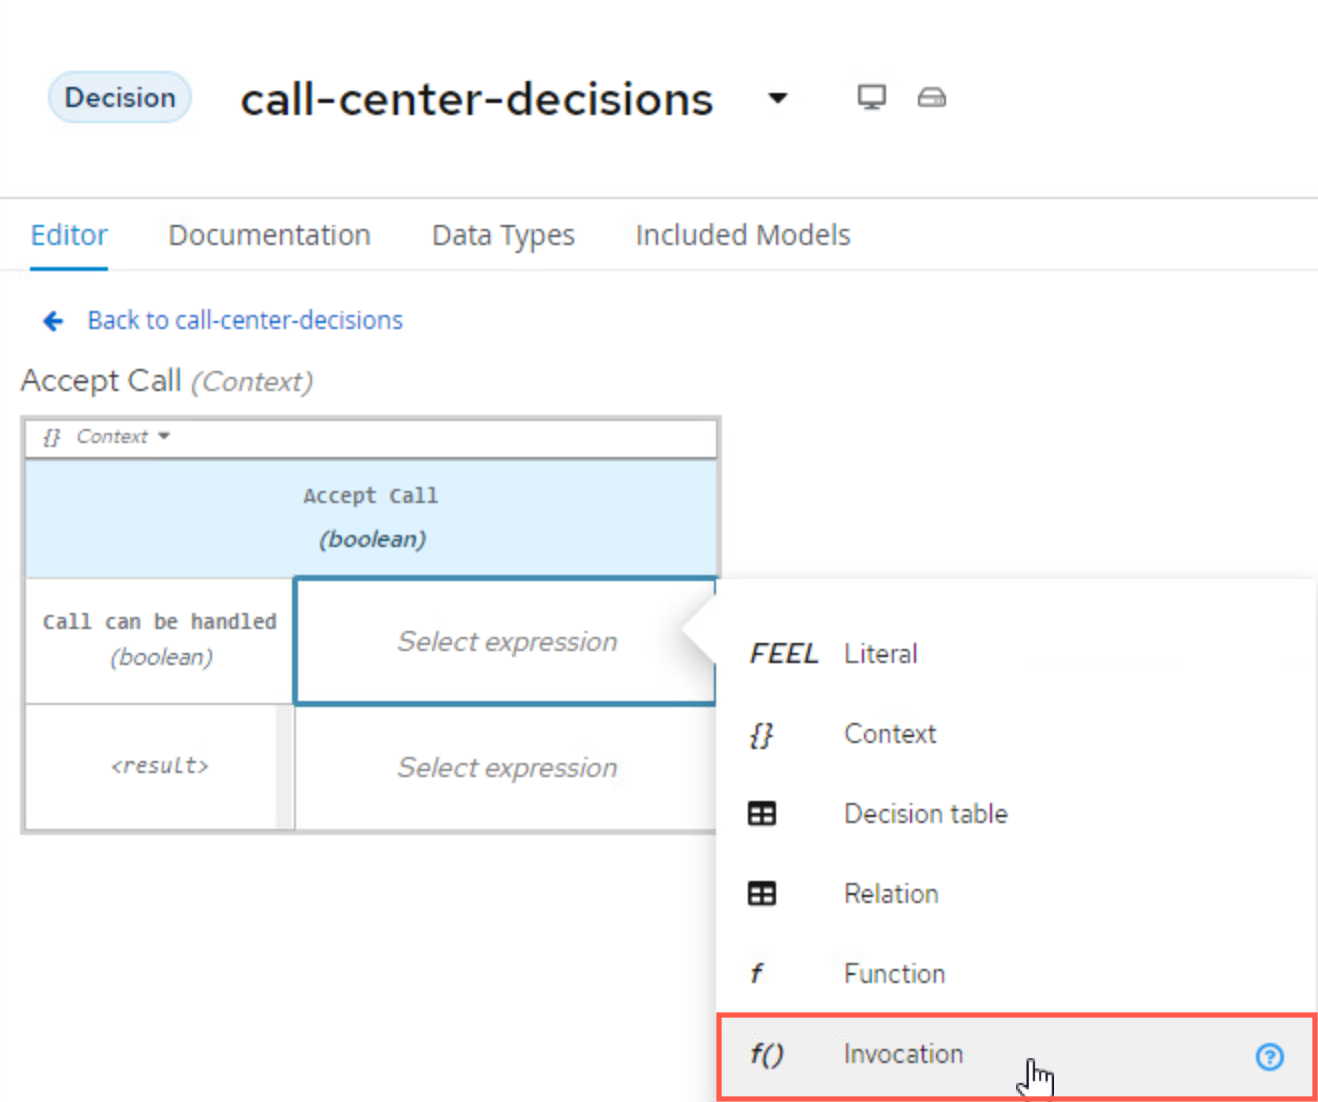 Decision call-center-decisions
Editor Documentation Data Types Included Models
Back to call-center-decisions
Accept Call (Context)
{} Context
Accept Call
(boolean)
Call can be handled
(boolean)
Select expression
<result>
Select expression
FEEL Literal
{} Context
Decision table
Relation
f Function
f() Invocation ?